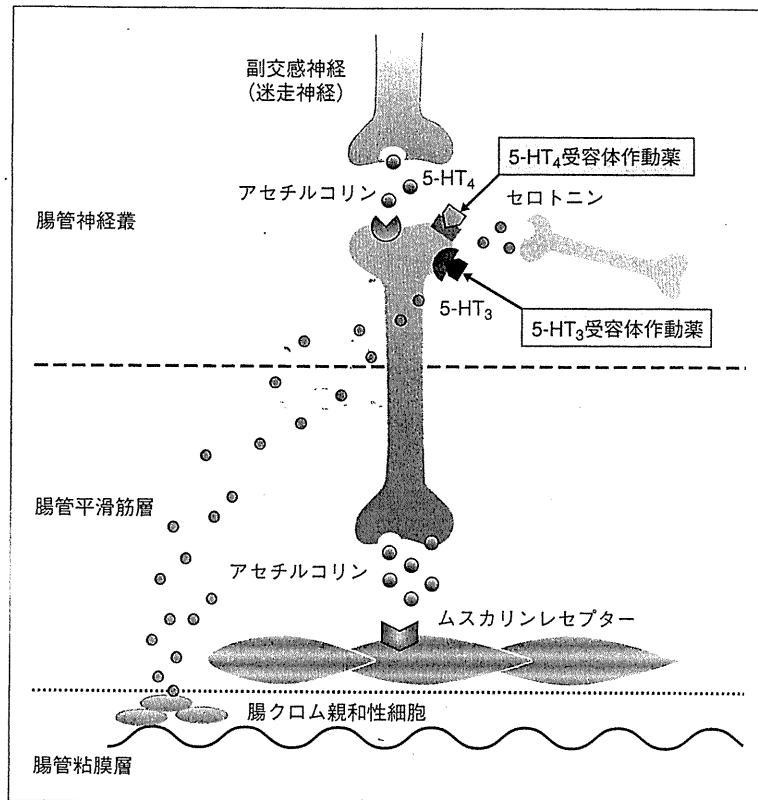 副交感神経
（迷走神経）
5-HT4受容体作動薬
5-HT4
アセチルコリン
セロトニン
腸管神経叢
5-HT3
5-HT3受容体作動薬
腸管平滑筋層
アセチルコリン
ムスカリンレセプター
腸クロム親和性細胞
腸管粘膜層